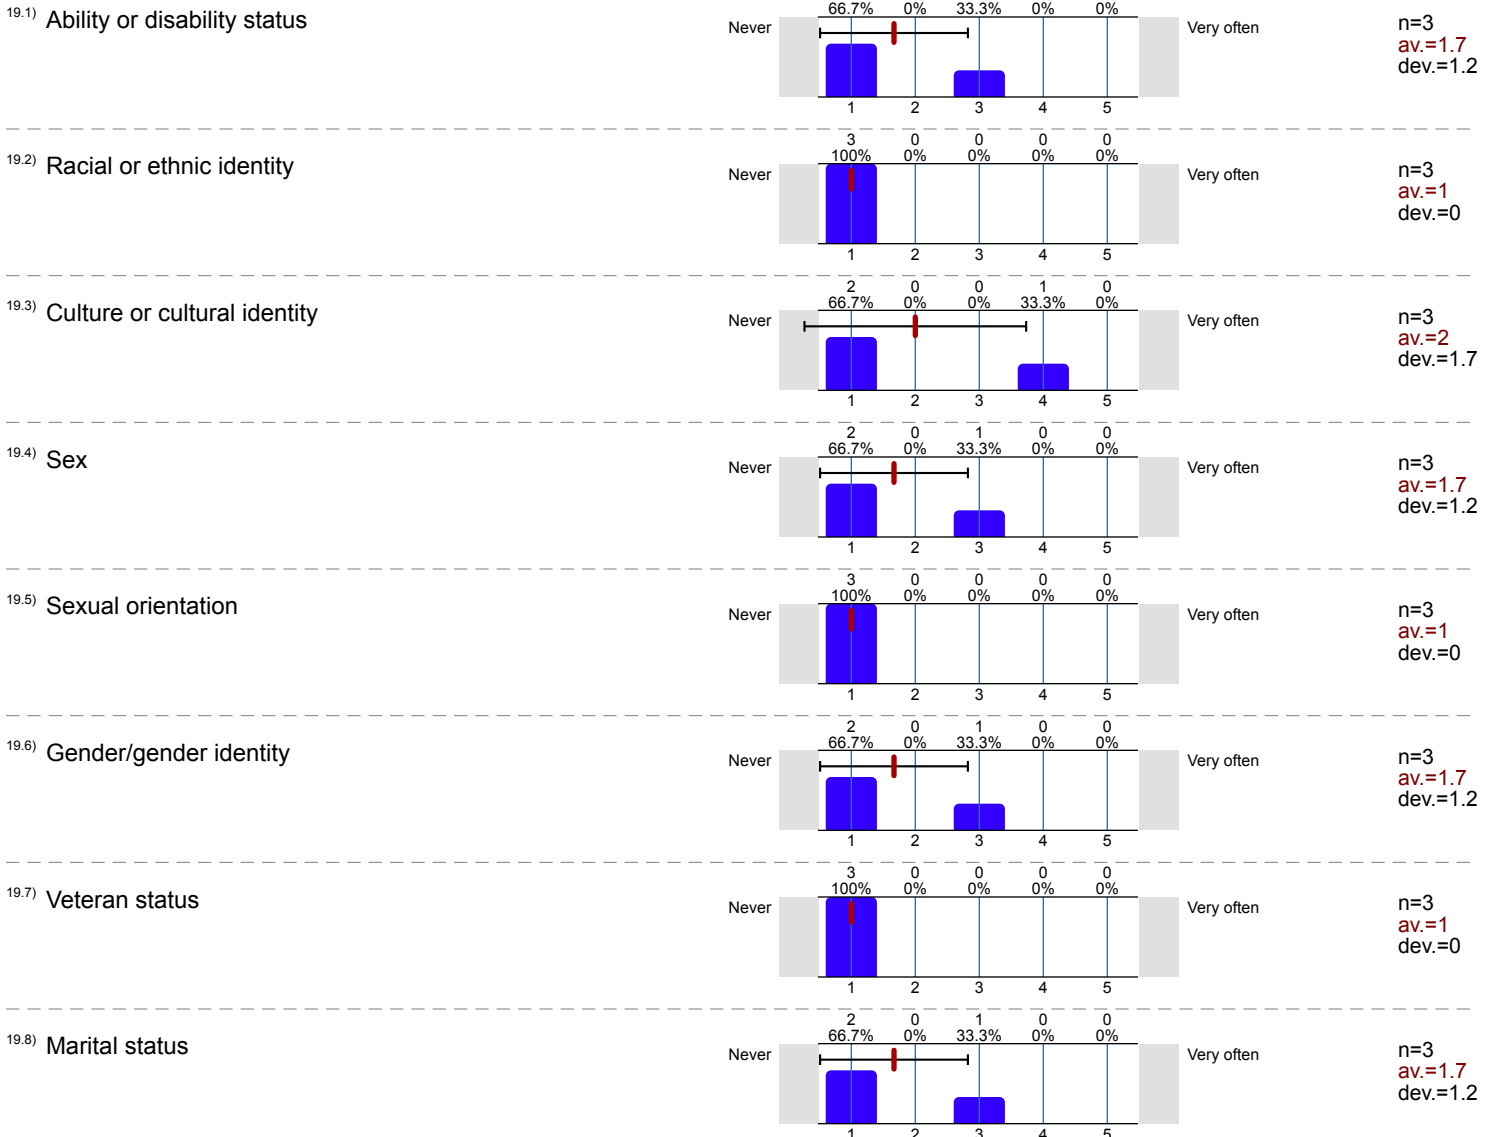 19.1) Ability or disability status
66.7% 0% 33.3% 0% 0%
Never Very often
n=3
av.=1.7
dev.=1.2
1 2 3 4 5
19.2) Racial or ethnic identity
3 0 0 0 0
100% 0% 0% 0% 0%
Never Very often
n=3
av.=1
dev.=0
1 2 3 4 5
19.3) Culture or cultural identity
2 0 0 1 0
66.7% 0% 0% 33.3% 0%
Never Very often
n=3
av.=2
dev.=1.7
1 2 3 4 5
19.4) Sex
2 0 1 0 0
66.7% 0% 33.3% 0% 0%
Never Very often
n=3
av.=1.7
dev.=1.2
1 2 3 4 5
19.5) Sexual orientation
3 0 0 0 0
100% 0% 0% 0% 0%
Never Very often
n=3
av.=1
dev.=0
1 2 3 4 5
19.6) Gender/gender identity
2 0 1 0 0
66.7% 0% 33.3% 0% 0%
Never Very often
n=3
av.=1.7
dev.=1.2
1 2 3 4 5
19.7) Veteran status
3 0 0 0 0
100% 0% 0% 0% 0%
Never Very often
n=3
av.=1
dev.=0
1 2 3 4 5
19.8) Marital status
2 0 1 0 0
66.7% 0% 33.3% 0% 0%
Never Very often
n=3
av.=1.7
dev.=1.2
1 2 3 4 5